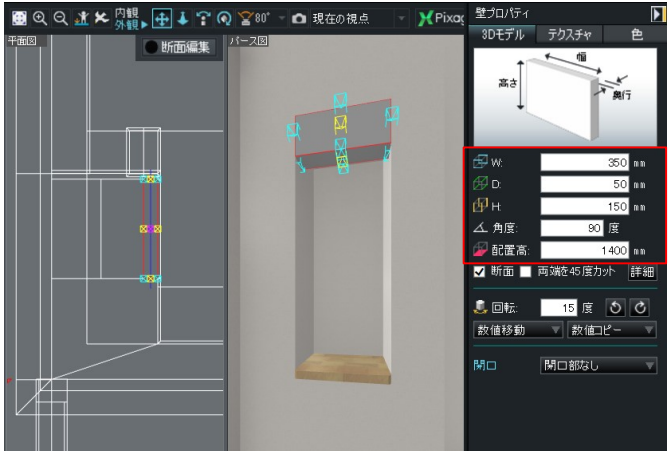 内観
外観
80°
現在の視点
Pixag
壁プロパティ
平面図
断面編集
パース図
3Dモデル テクスチャ 色
幅
高さ
奥行
W: 350 mm
D: 50 mm
H: 150 mm
角度: 90 度
配置高: 1400 mm
断面 両端を45度カット 詳細
回転: 15 度
数値移動 数値コピー
開口 開口部なし